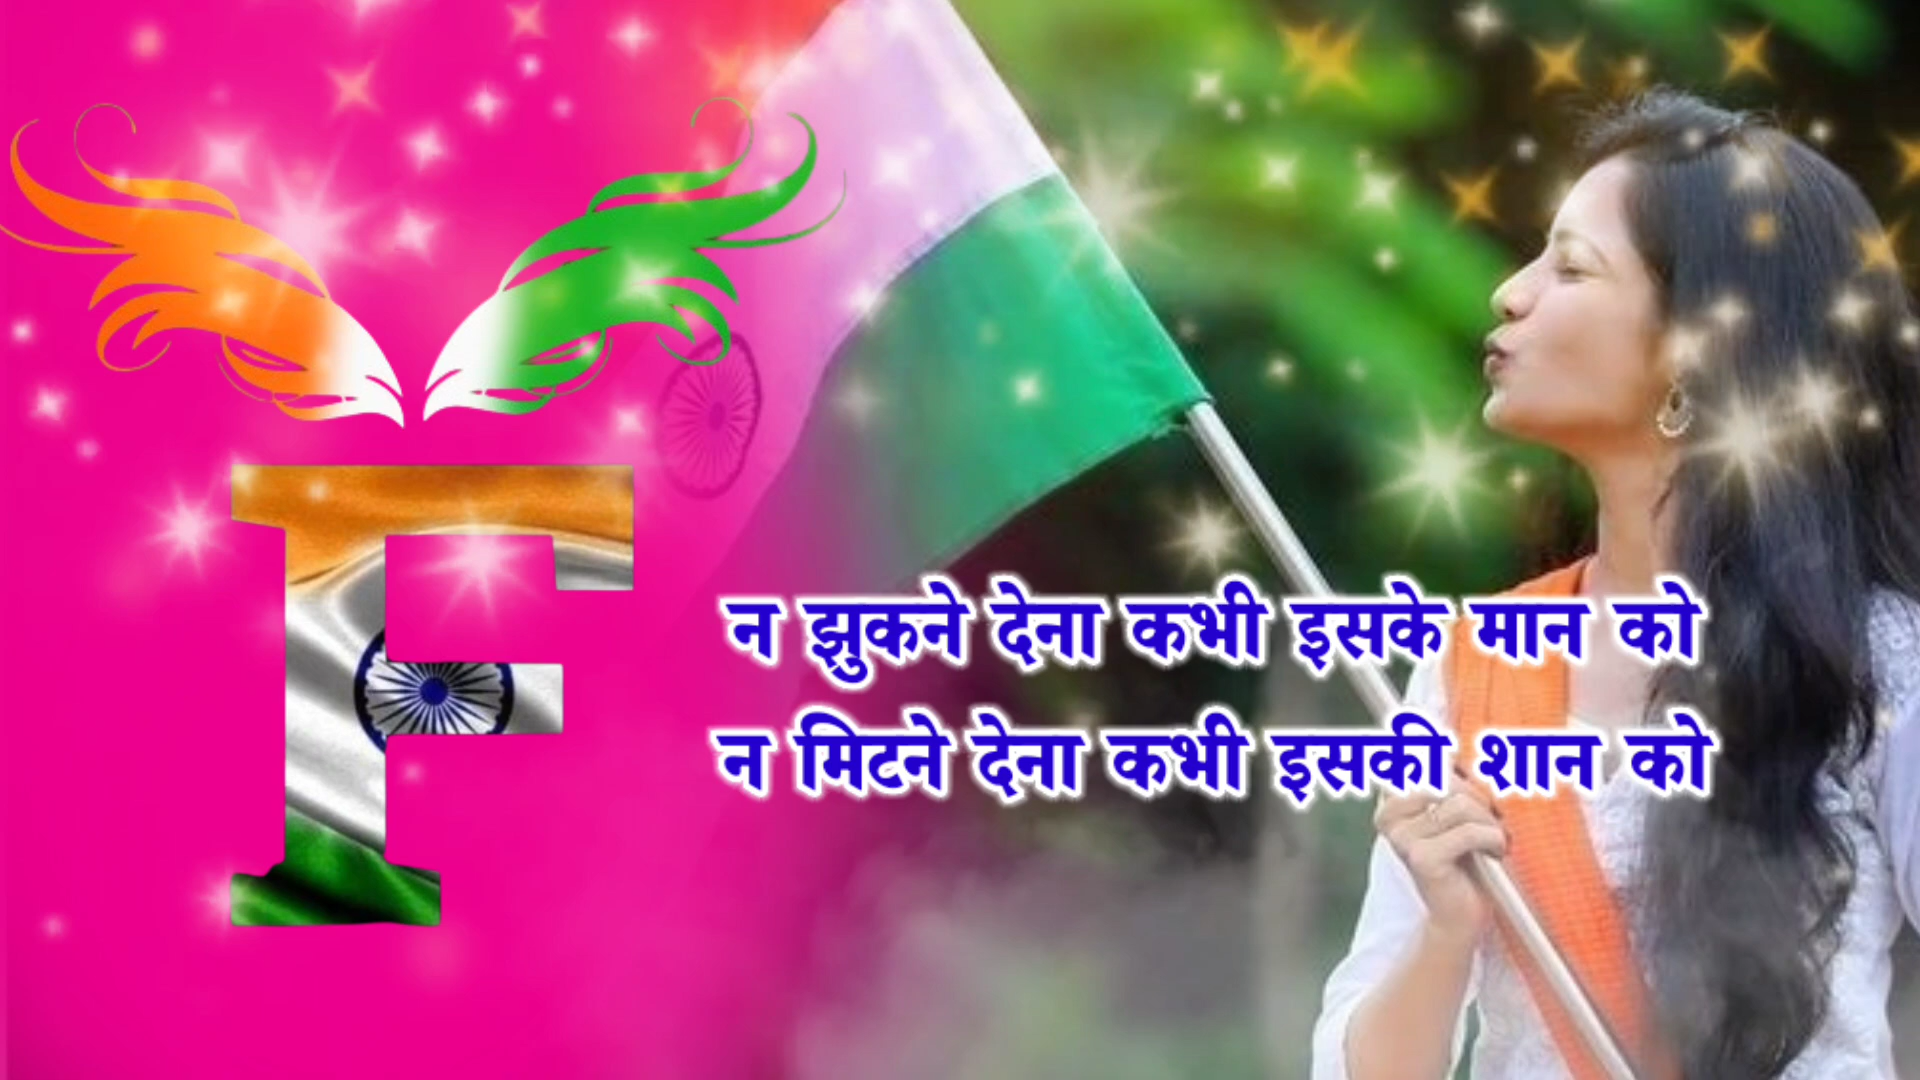 F
न झुकने देना कभी इसके मान को
न मिटने देना कभी इसकी शान को